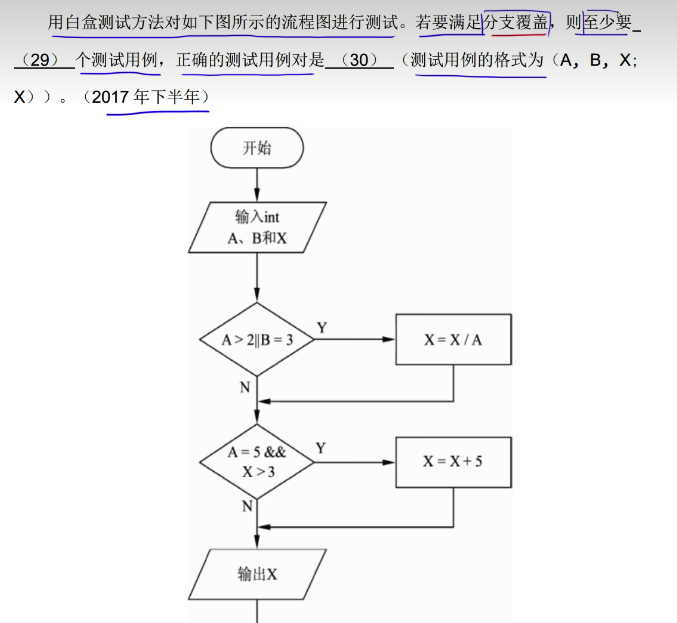 用白盒测试方法对如下图所示的流程图进行测试。若要满足分支覆盖，则至少要_
（29）_个测试用例，正确的测试用例对是_（30）_（测试用例的格式为（A，B，X；
X））。（2017 年下半年）
开始
输入int
A、B和X
A > 2||B = 3
Y
X = X / A
N
A = 5 &&
X > 3
Y
X = X + 5
N
输出X